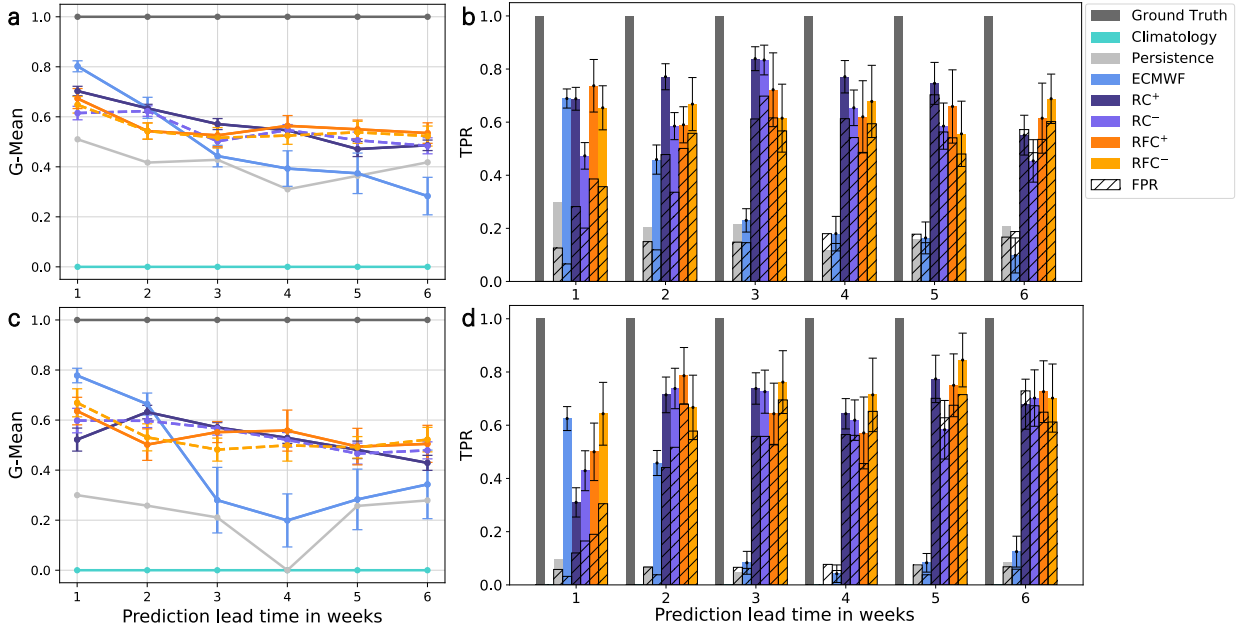 a
G-Mean
1.0
0.8
0.6
0.4
0.2
0.0
1 2 3 4 5 6
b
TPR
1.0
0.8
0.6
0.4
0.2
0.0
1 2 3 4 5 6
Ground Truth
Climatology
Persistence
ECMWF
RC⁺
RC⁻
RFC⁺
RFC⁻
FPR
c
G-Mean
1.0
0.8
0.6
0.4
0.2
0.0
1 2 3 4 5 6
Prediction lead time in weeks
d
TPR
1.0
0.8
0.6
0.4
0.2
0.0
1 2 3 4 5 6
Prediction lead time in weeks